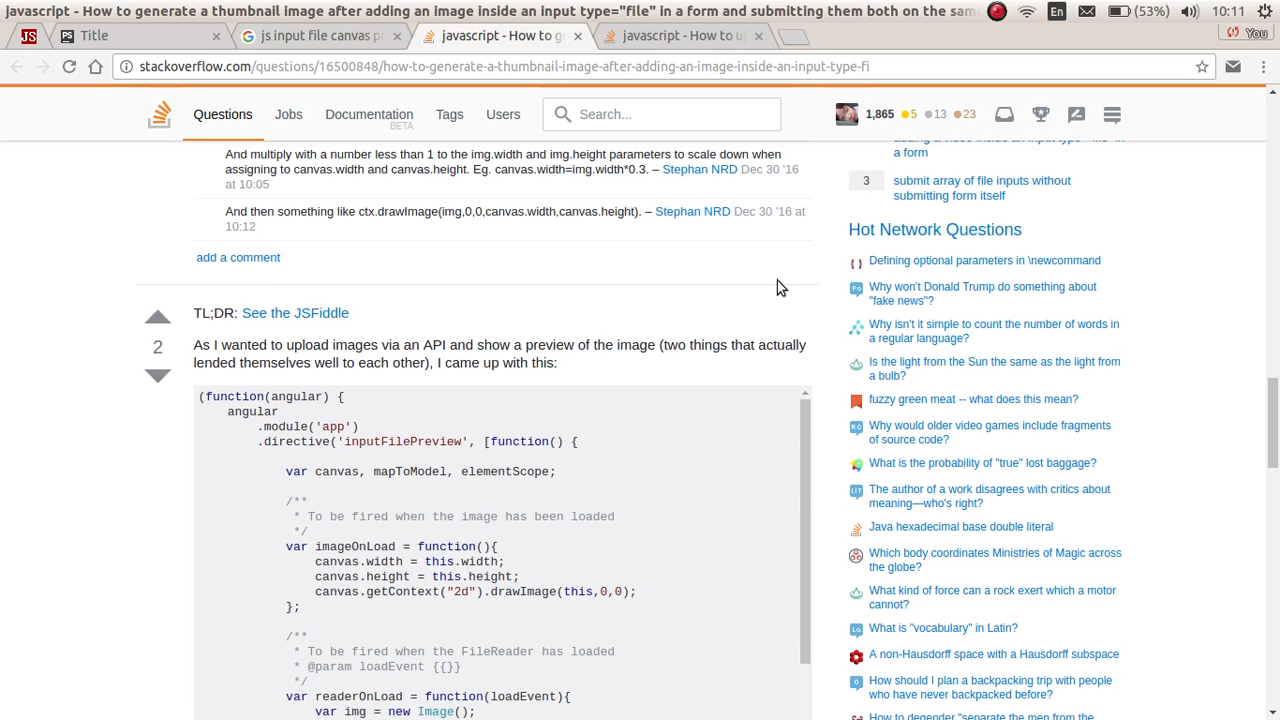 javascript - How to generate a thumbnail image after adding an image inside an input type="file" in a form and submitting them both on the same
En
(53%)
10:11
JS
PS Title
js input file canvas p
javascript - How to g
javascript - How to u
You
stackoverflow.com/questions/16500848/how-to-generate-a-thumbnail-image-after-adding-an-image-inside-an-input-type-fi
Questions
Jobs
Documentation
BETA
Tags
Users
Search...
1,865 5 13 23
And multiply with a number less than 1 to the img.width and img.height parameters to scale down when
assigning to canvas.width and canvas.height. Eg. canvas.width=img.width*0.3. – Stephan NRD Dec 30 '16
at 10:05
And then something like ctx.drawImage(img,0,0,canvas.width,canvas.height). – Stephan NRD Dec 30 '16 at
10:12
add a comment
TL;DR: See the JSFiddle
2
As I wanted to upload images via an API and show a preview of the image (two things that actually
lended themselves well to each other), I came up with this:
(function(angular) {
angular
.module('app')
.directive('inputFilePreview', [function() {
var canvas, mapToModel, elementScope;
/**
* To be fired when the image has been loaded
*/
var imageOnLoad = function(){
canvas.width = this.width;
canvas.height = this.height;
canvas.getContext("2d").drawImage(this,0,0);
};
/**
* To be fired when the FileReader has loaded
* @param loadEvent {{}}
*/
var readerOnLoad = function(loadEvent){
var img = new Image();
a form
3
submit array of file inputs without
submitting form itself
Hot Network Questions
Defining optional parameters in \newcommand
Why won't Donald Trump do something about
"fake news"?
Why isn't it simple to count the number of words in
a regular language?
Is the light from the Sun the same as the light from
a bulb?
fuzzy green meat -- what does this mean?
Why would older video games include fragments
of source code?
What is the probability of "true" lost baggage?
The author of a work disagrees with critics about
meaning—who's right?
Java hexadecimal base double literal
Which body coordinates Ministries of Magic across
the globe?
What kind of force can a rock exert which a motor
cannot?
What is "vocabulary" in Latin?
A non-Hausdorff space with a Hausdorff subspace
How should I plan a backpacking trip with people
who have never backpacked before?
How to degender "separate the men from the